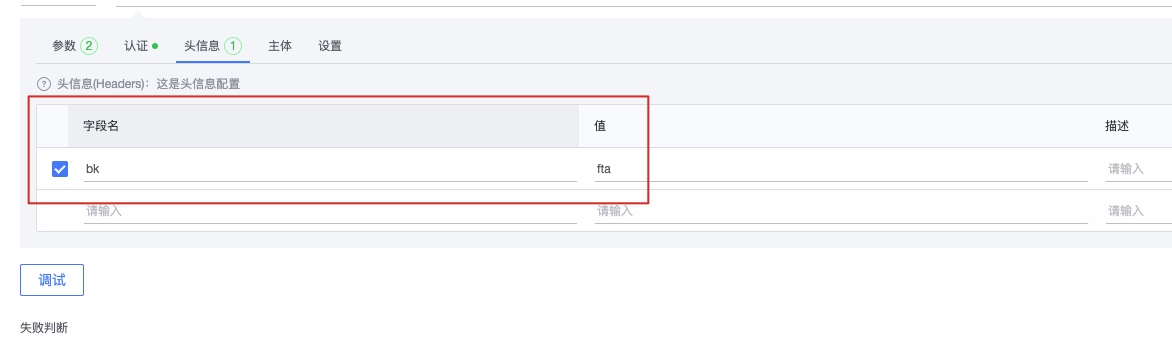 参数 2 认证 头信息 1 主体 设置
? 头信息(Headers)：这是头信息配置
字段名 值 描述
bk fta 请输入
请输入 请输入 请输入
调试
失败判断